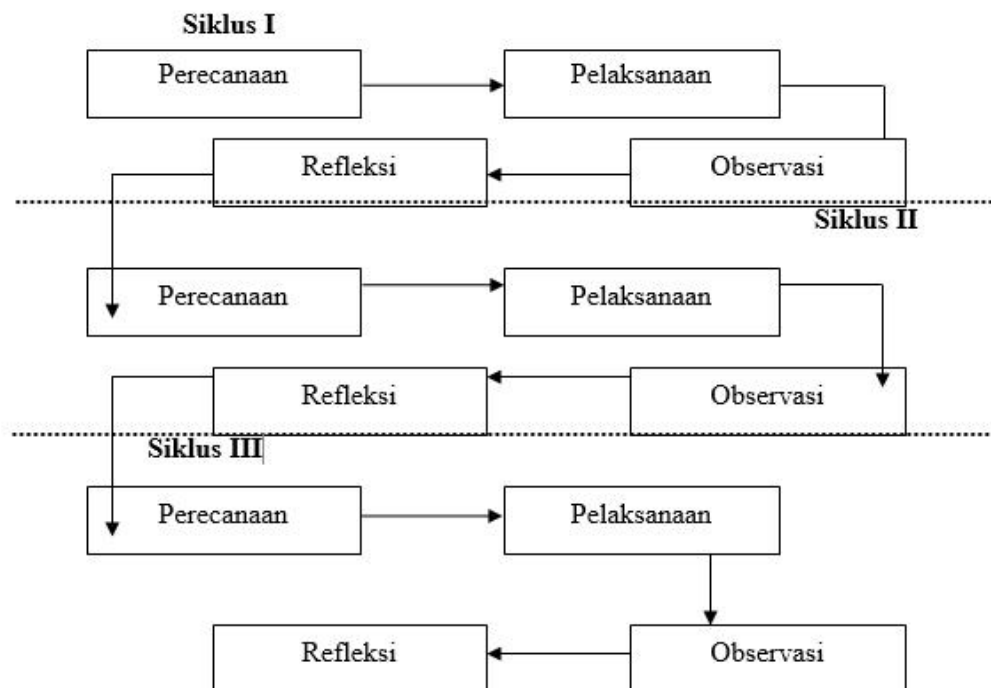 Siklus I
Perecanaan
Pelaksanaan
Refleksi
Observasi
Siklus II
Perecanaan
Pelaksanaan
Refleksi
Observasi
Siklus III
Perecanaan
Pelaksanaan
Refleksi
Observasi